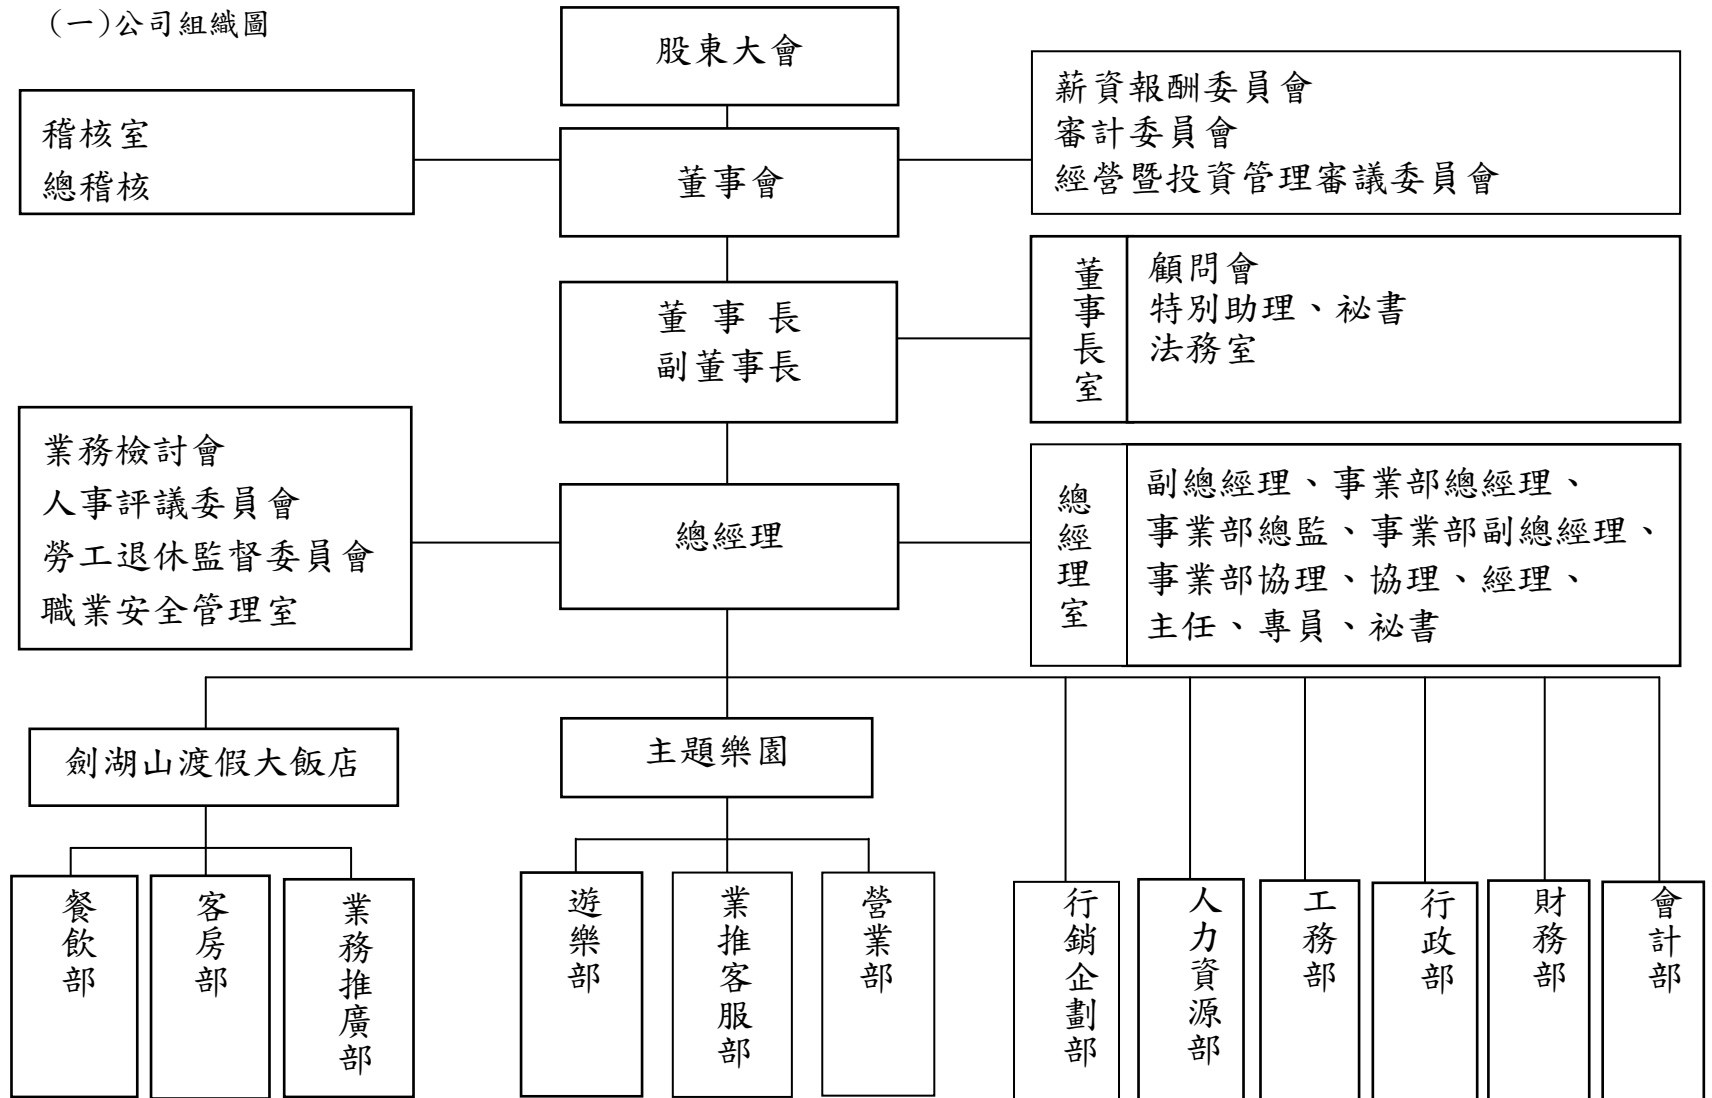 (一)公司組織圖
股東大會
稽核室
總稽核
董事會
薪資報酬委員會
審計委員會
經營暨投資管理審議委員會
董 事 長
副董事長
董事長室
顧問會
特別助理、祕書
法務室
業務檢討會
人事評議委員會
勞工退休監督委員會
職業安全管理室
總經理
總經理室
副總經理、事業部總經理、
事業部總監、事業部副總經理、
事業部協理、協理、經理、
主任、專員、祕書
劍湖山渡假大飯店
主題樂園
餐飲部
客房部
業務推廣部
遊樂部
業推客服部
營業部
行銷企劃部
人力資源部
工務部
行政部
財務部
會計部